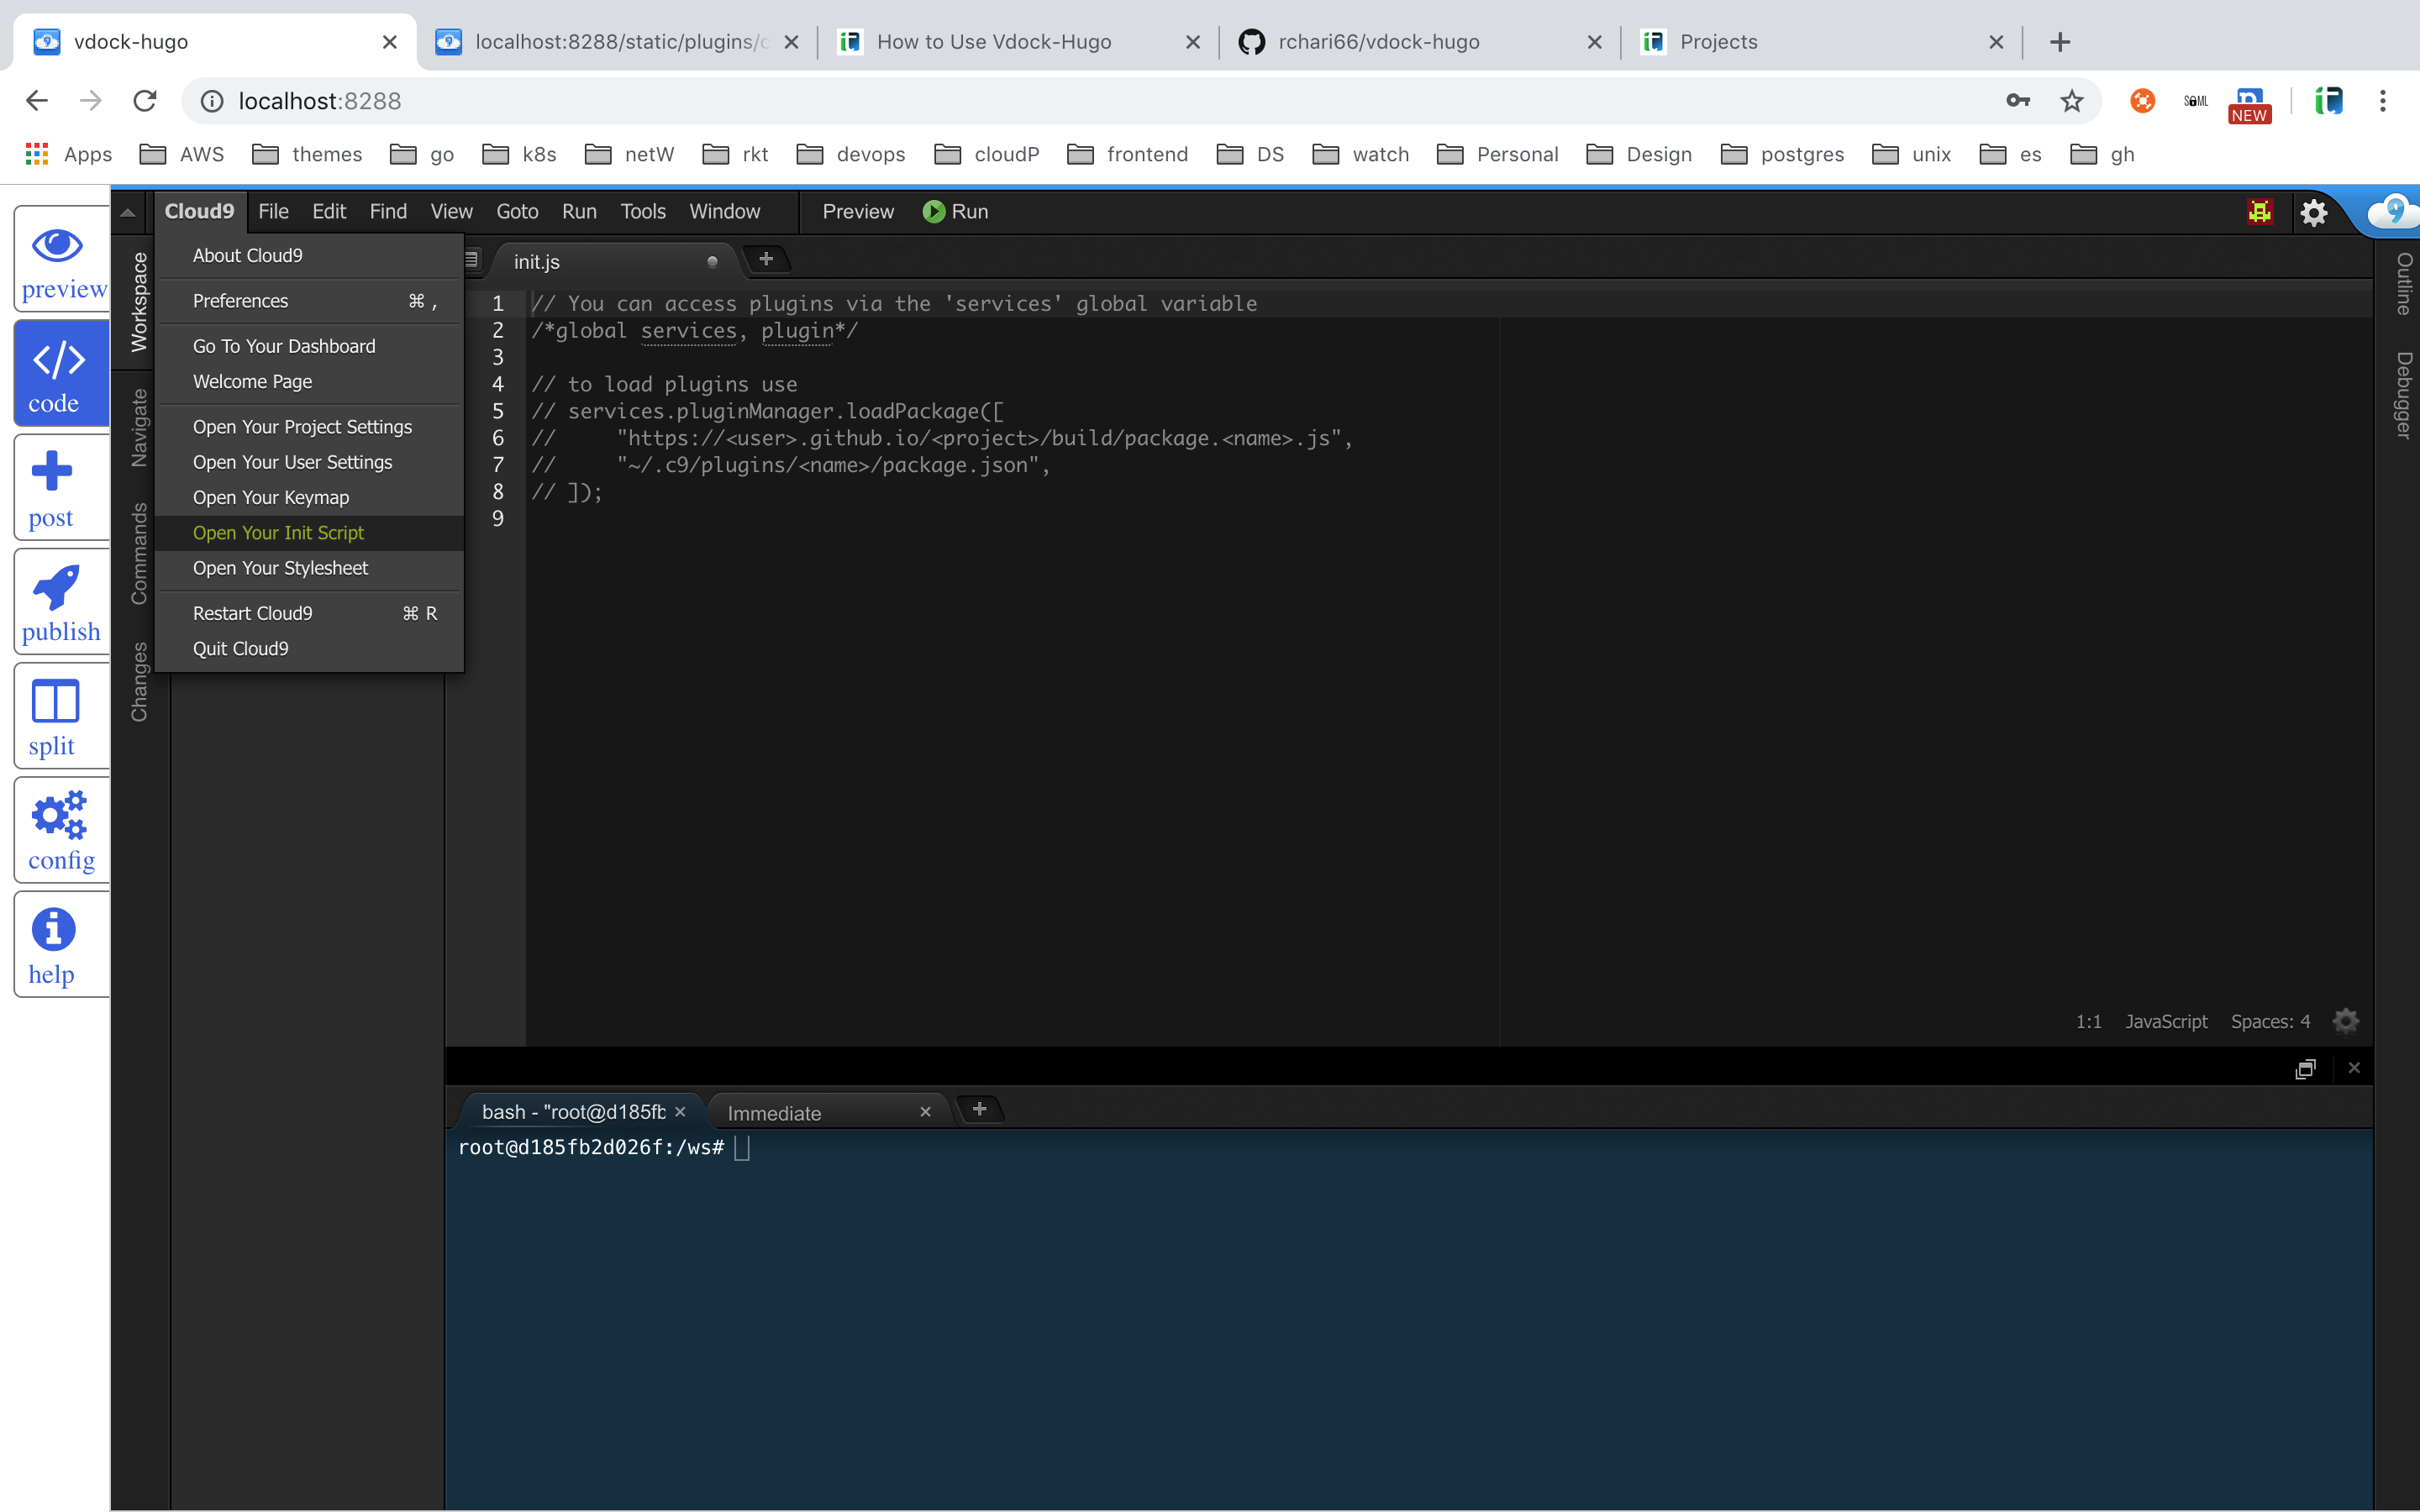 vdock-hugo
localhost:8288/static/plugins/c
How to Use Vdock-Hugo
rchari66/vdock-hugo
Projects
localhost:8288
SAML
NEW
Apps AWS themes go k8s netW rkt devops cloudP frontend DS watch Personal Design postgres unix es gh
preview
code
post
publish
split
config
help
Cloud9 File Edit Find View Goto Run Tools Window Preview Run
Workspace
Navigate
Commands
Changes
About Cloud9
Preferences ⌘ ,
Go To Your Dashboard
Welcome Page
Open Your Project Settings
Open Your User Settings
Open Your Keymap
Open Your Init Script
Open Your Stylesheet
Restart Cloud9 ⌘ R
Quit Cloud9
init.js
1 // You can access plugins via the 'services' global variable
2 /*global services, plugin*/
3
4 // to load plugins use
5 // services.pluginManager.loadPackage([
6 //     "https://<user>.github.io/<project>/build/package.<name>.js",
7 //     "~/.c9/plugins/<name>/package.json",
8 // ]);
9
1:1 JavaScript Spaces: 4
Outline
Debugger
bash - "root@d185fb
Immediate
root@d185fb2d026f:/ws#